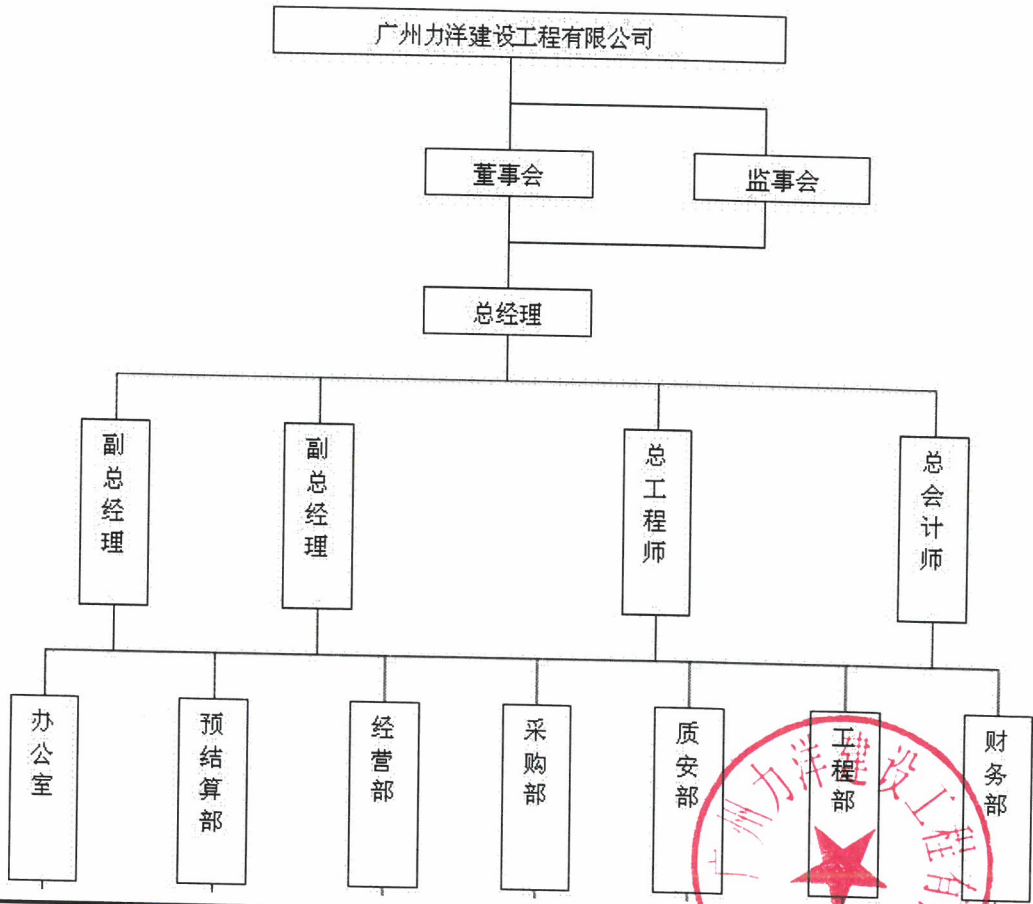 广州力洋建设工程有限公司
董事会
监事会
总经理
副总经理
副总经理
总工程师
总会计师
办公室
预结算部
经营部
采购部
质安部
工程部
财务部
广州力洋建设工程有